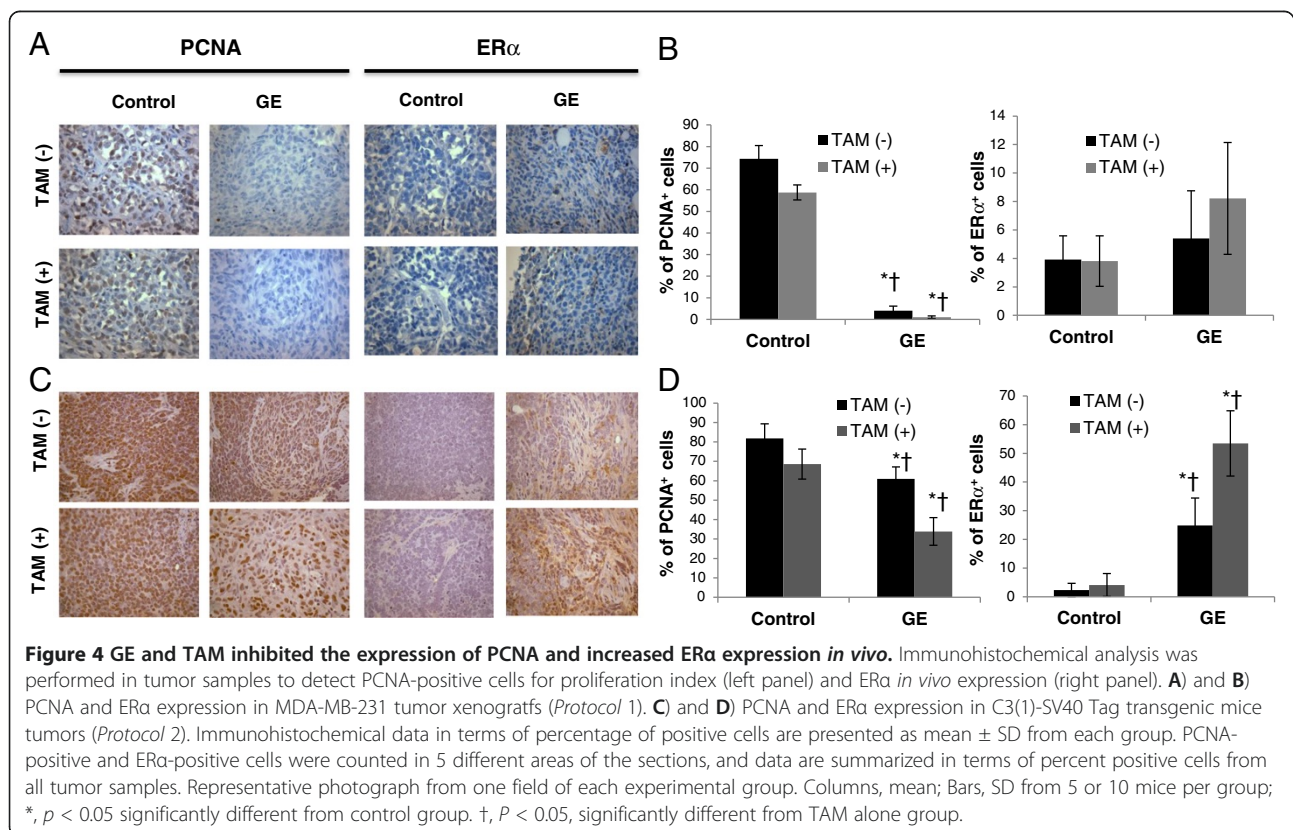 A
PCNA
ERα
Control
GE
Control
GE
TAM (-)
TAM (+)
B
90
80
70
60
50
40
30
20
10
0
% of PCNA⁺ cells
TAM (-)
TAM (+)
*†
*†
Control
GE
14
12
10
8
6
4
2
0
% of ERα⁺ cells
TAM (-)
TAM (+)
Control
GE
C
TAM (-)
TAM (+)
D
100
90
80
70
60
50
40
30
20
10
0
% of PCNA⁺ cells
TAM (-)
TAM (+)
*†
*†
Control
GE
70
60
50
40
30
20
10
0
% of ERα⁺ cells
TAM (-)
TAM (+)
*†
*†
Control
GE
Figure 4 GE and TAM inhibited the expression of PCNA and increased ERα expression in vivo. Immunohistochemical analysis was
performed in tumor samples to detect PCNA-positive cells for proliferation index (left panel) and ERα in vivo expression (right panel). A) and B)
PCNA and ERα expression in MDA-MB-231 tumor xenogratfs (Protocol 1). C) and D) PCNA and ERα expression in C3(1)-SV40 Tag transgenic mice
tumors (Protocol 2). Immunohistochemical data in terms of percentage of positive cells are presented as mean ± SD from each group. PCNA-
positive and ERα-positive cells were counted in 5 different areas of the sections, and data are summarized in terms of percent positive cells from
all tumor samples. Representative photograph from one field of each experimental group. Columns, mean; Bars, SD from 5 or 10 mice per group;
*, p < 0.05 significantly different from control group. †, P < 0.05, significantly different from TAM alone group.